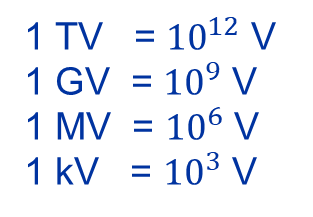 1 TV = 10¹² V
1 GV = 10⁹ V
1 MV = 10⁶ V
1 kV = 10³ V